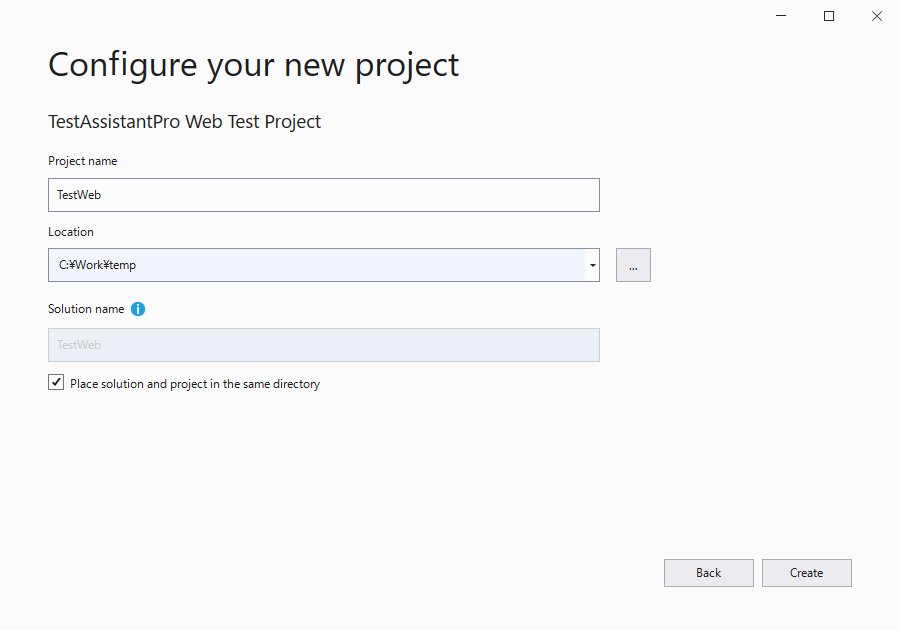 Configure your new project
TestAssistantPro Web Test Project
Project name
TestWeb
Location
C:¥Work¥temp
...
Solution name
TestWeb
Place solution and project in the same directory
Back
Create